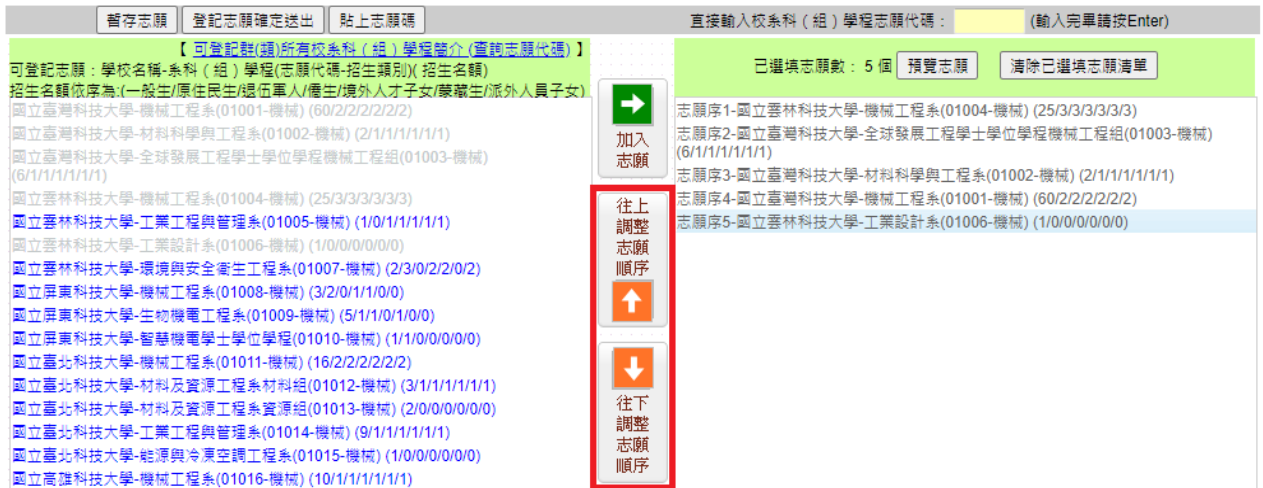 暫存志願 登記志願確定送出 貼上志願碼 直接輸入校系科（組）學程志願代碼： (輸入完畢請按Enter)
【 可登記群(類)所有校系科（組）學程簡介 (查詢志願代碼) 】
可登記志願：學校名稱-系科（組）學程(志願代碼-招生類別)( 招生名額)
招生名額依序為:(一般生/原住民生/退伍軍人/僑生/境外人才子女/蒙藏生/派外人員子女)
國立臺灣科技大學-機械工程系(01001-機械) (60/2/2/2/2/2/2)
國立臺灣科技大學-材料科學與工程系(01002-機械) (2/1/1/1/1/1/1)
國立臺灣科技大學-全球發展工程學士學位學程機械工程組(01003-機械)
(6/1/1/1/1/1/1)
國立雲林科技大學-機械工程系(01004-機械) (25/3/3/3/3/3/3)
國立雲林科技大學-工業工程與管理系(01005-機械) (1/0/1/1/1/1/1)
國立雲林科技大學-工業設計系(01006-機械) (1/0/0/0/0/0/0)
國立雲林科技大學-環境與安全衛生工程系(01007-機械) (2/3/0/2/2/0/2)
國立屏東科技大學-機械工程系(01008-機械) (3/2/0/1/1/0/0)
國立屏東科技大學-生物機電工程系(01009-機械) (5/1/1/0/1/0/0)
國立屏東科技大學-智慧機電學士學位學程(01010-機械) (1/1/0/0/0/0/0)
國立臺北科技大學-機械工程系(01011-機械) (16/2/2/2/2/2/2)
國立臺北科技大學-材料及資源工程系材料組(01012-機械) (3/1/1/1/1/1/1)
國立臺北科技大學-材料及資源工程系資源組(01013-機械) (2/0/0/0/0/0/0)
國立臺北科技大學-工業工程與管理系(01014-機械) (9/1/1/1/1/1/1)
國立臺北科技大學-能源與冷凍空調工程系(01015-機械) (1/0/0/0/0/0/0)
國立高雄科技大學-機械工程系(01016-機械) (10/1/1/1/1/1/1)
加入
志願
往上
調整
志願
順序
往下
調整
志願
順序
已選填志願數： 5 個 預覽志願 清除已選填志願清單
志願序1-國立雲林科技大學-機械工程系(01004-機械) (25/3/3/3/3/3/3)
志願序2-國立臺灣科技大學-全球發展工程學士學位學程機械工程組(01003-機械)
(6/1/1/1/1/1/1)
志願序3-國立臺灣科技大學-材料科學與工程系(01002-機械) (2/1/1/1/1/1/1)
志願序4-國立臺灣科技大學-機械工程系(01001-機械) (60/2/2/2/2/2/2)
志願序5-國立雲林科技大學-工業設計系(01006-機械) (1/0/0/0/0/0/0)